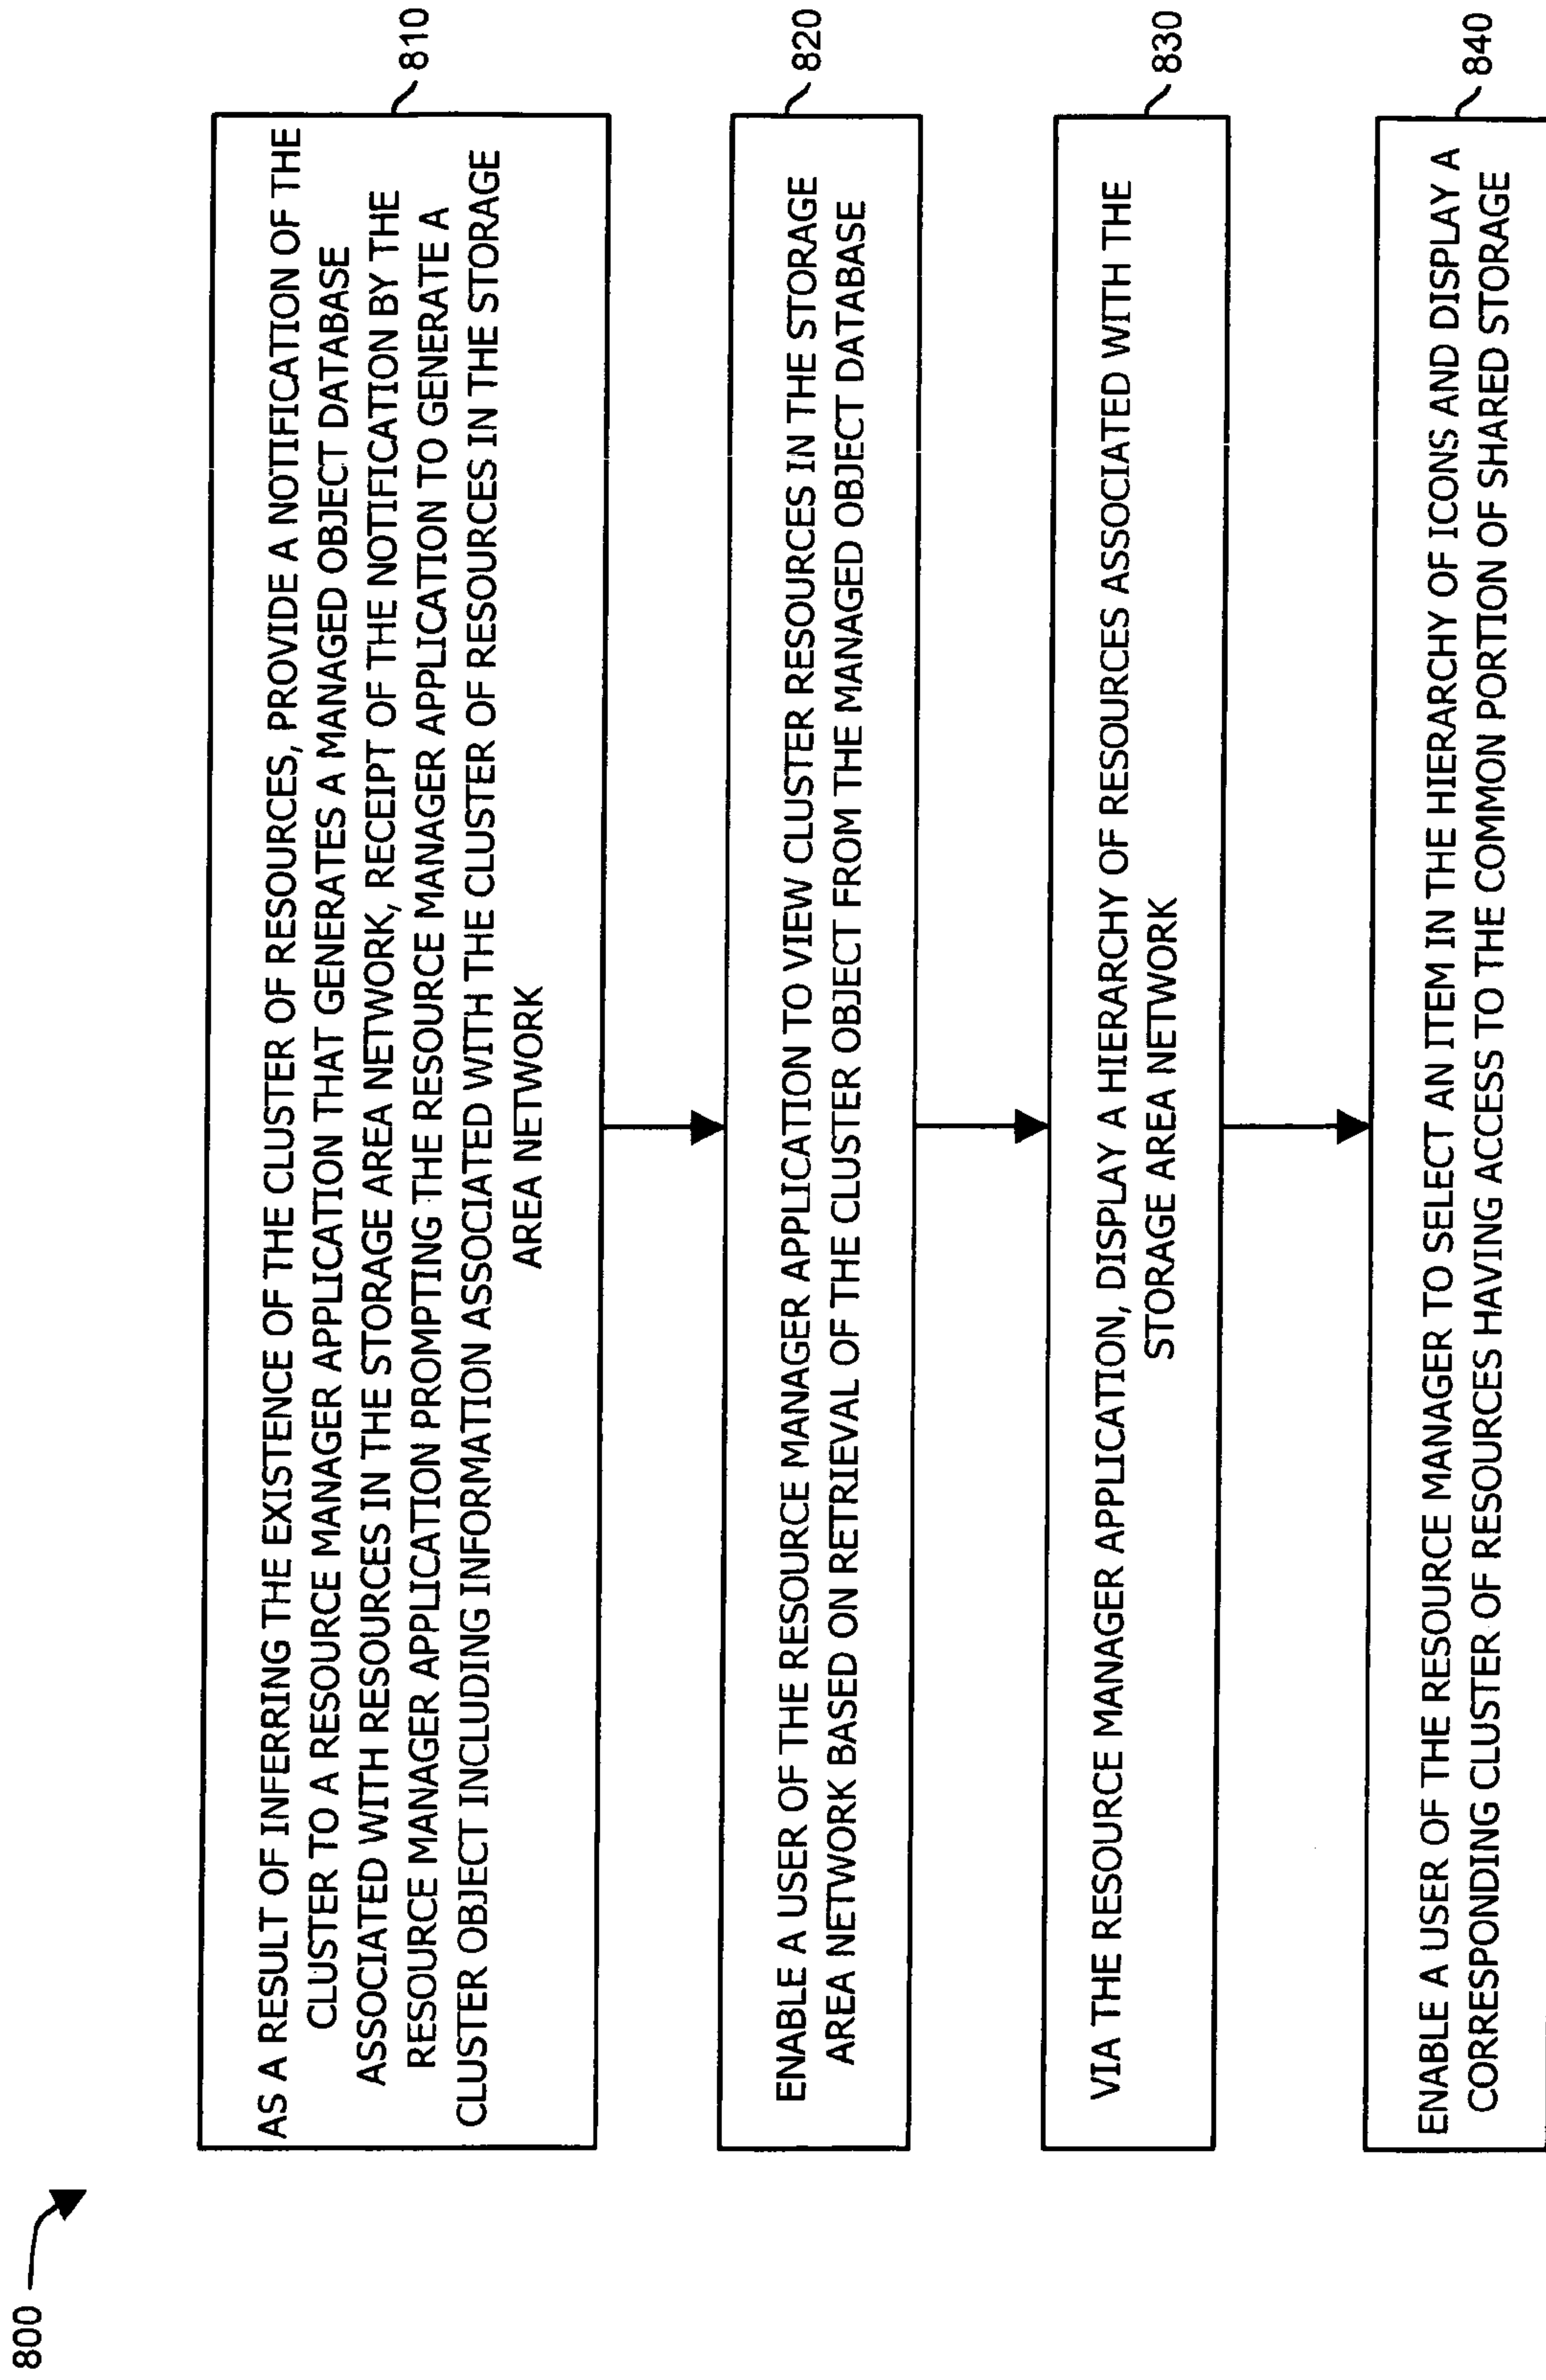 800
AS A RESULT OF INFERRING THE EXISTENCE OF THE CLUSTER OF RESOURCES, PROVIDE A NOTIFICATION OF THE
CLUSTER TO A RESOURCE MANAGER APPLICATION THAT GENERATES A MANAGED OBJECT DATABASE
ASSOCIATED WITH RESOURCES IN THE STORAGE AREA NETWORK, RECEIPT OF THE NOTIFICATION BY THE
RESOURCE MANAGER APPLICATION PROMPTING THE RESOURCE MANAGER APPLICATION TO GENERATE A
CLUSTER OBJECT INCLUDING INFORMATION ASSOCIATED WITH THE CLUSTER OF RESOURCES IN THE STORAGE
AREA NETWORK
810
ENABLE A USER OF THE RESOURCE MANAGER APPLICATION TO VIEW CLUSTER RESOURCES IN THE STORAGE
AREA NETWORK BASED ON RETRIEVAL OF THE CLUSTER OBJECT FROM THE MANAGED OBJECT DATABASE
820
VIA THE RESOURCE MANAGER APPLICATION, DISPLAY A HIERARCHY OF RESOURCES ASSOCIATED WITH THE
STORAGE AREA NETWORK
830
ENABLE A USER OF THE RESOURCE MANAGER TO SELECT AN ITEM IN THE HIERARCHY OF ICONS AND DISPLAY A
CORRESPONDING CLUSTER OF RESOURCES HAVING ACCESS TO THE COMMON PORTION OF SHARED STORAGE
840